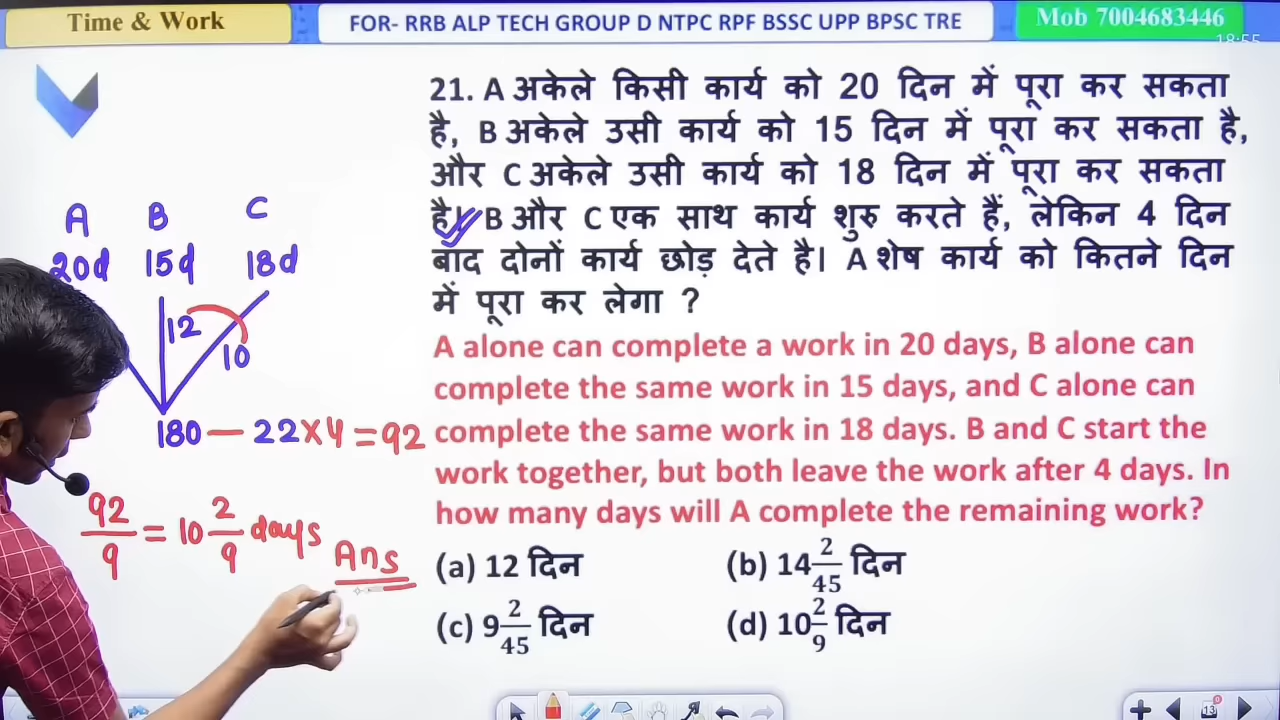 Time & Work
FOR- RRB ALP TECH GROUP D NTPC RPF BSSC UPP BPSC TRE
Mob 7004683446
18:55
21. A अकेले किसी कार्य को 20 दिन में पूरा कर सकता
है, B अकेले उसी कार्य को 15 दिन में पूरा कर सकता है,
और C अकेले उसी कार्य को 18 दिन में पूरा कर सकता
है। B और C एक साथ कार्य शुरु करते हैं, लेकिन 4 दिन
बाद दोनों कार्य छोड़ देते है। A शेष कार्य को कितने दिन
में पूरा कर लेगा ?
A alone can complete a work in 20 days, B alone can
complete the same work in 15 days, and C alone can
complete the same work in 18 days. B and C start the
work together, but both leave the work after 4 days. In
how many days will A complete the remaining work?
(a) 12 दिन (b) 14 2/45 दिन
(c) 9 2/45 दिन (d) 10 2/9 दिन
A B C
20d 15d 18d
12
10
180 — 22×4 = 92
92/9 = 10 2/9 days
Ans
13